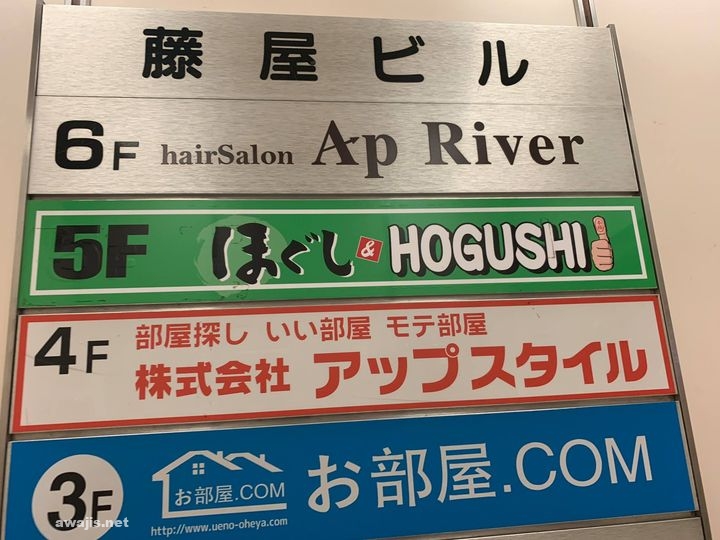 藤屋ビル
6F hairSalon Ap River
5F ほぐし & HOGUSHI
部屋探し いい部屋 モテ部屋
4F 株式会社 アップスタイル
3F お部屋.COM お部屋.COM
http://www.ueno-oheya.com
awajis.net